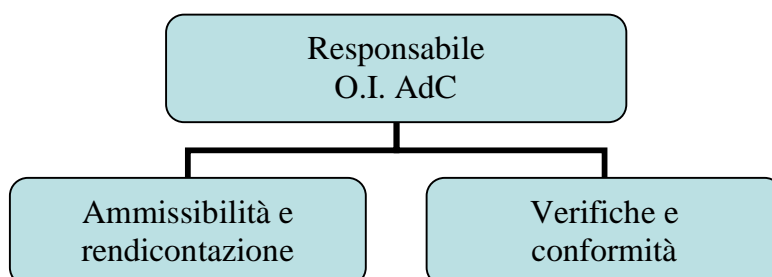 Responsabile
O.I. AdC
Ammissibilità e
rendicontazione
Verifiche e
conformità